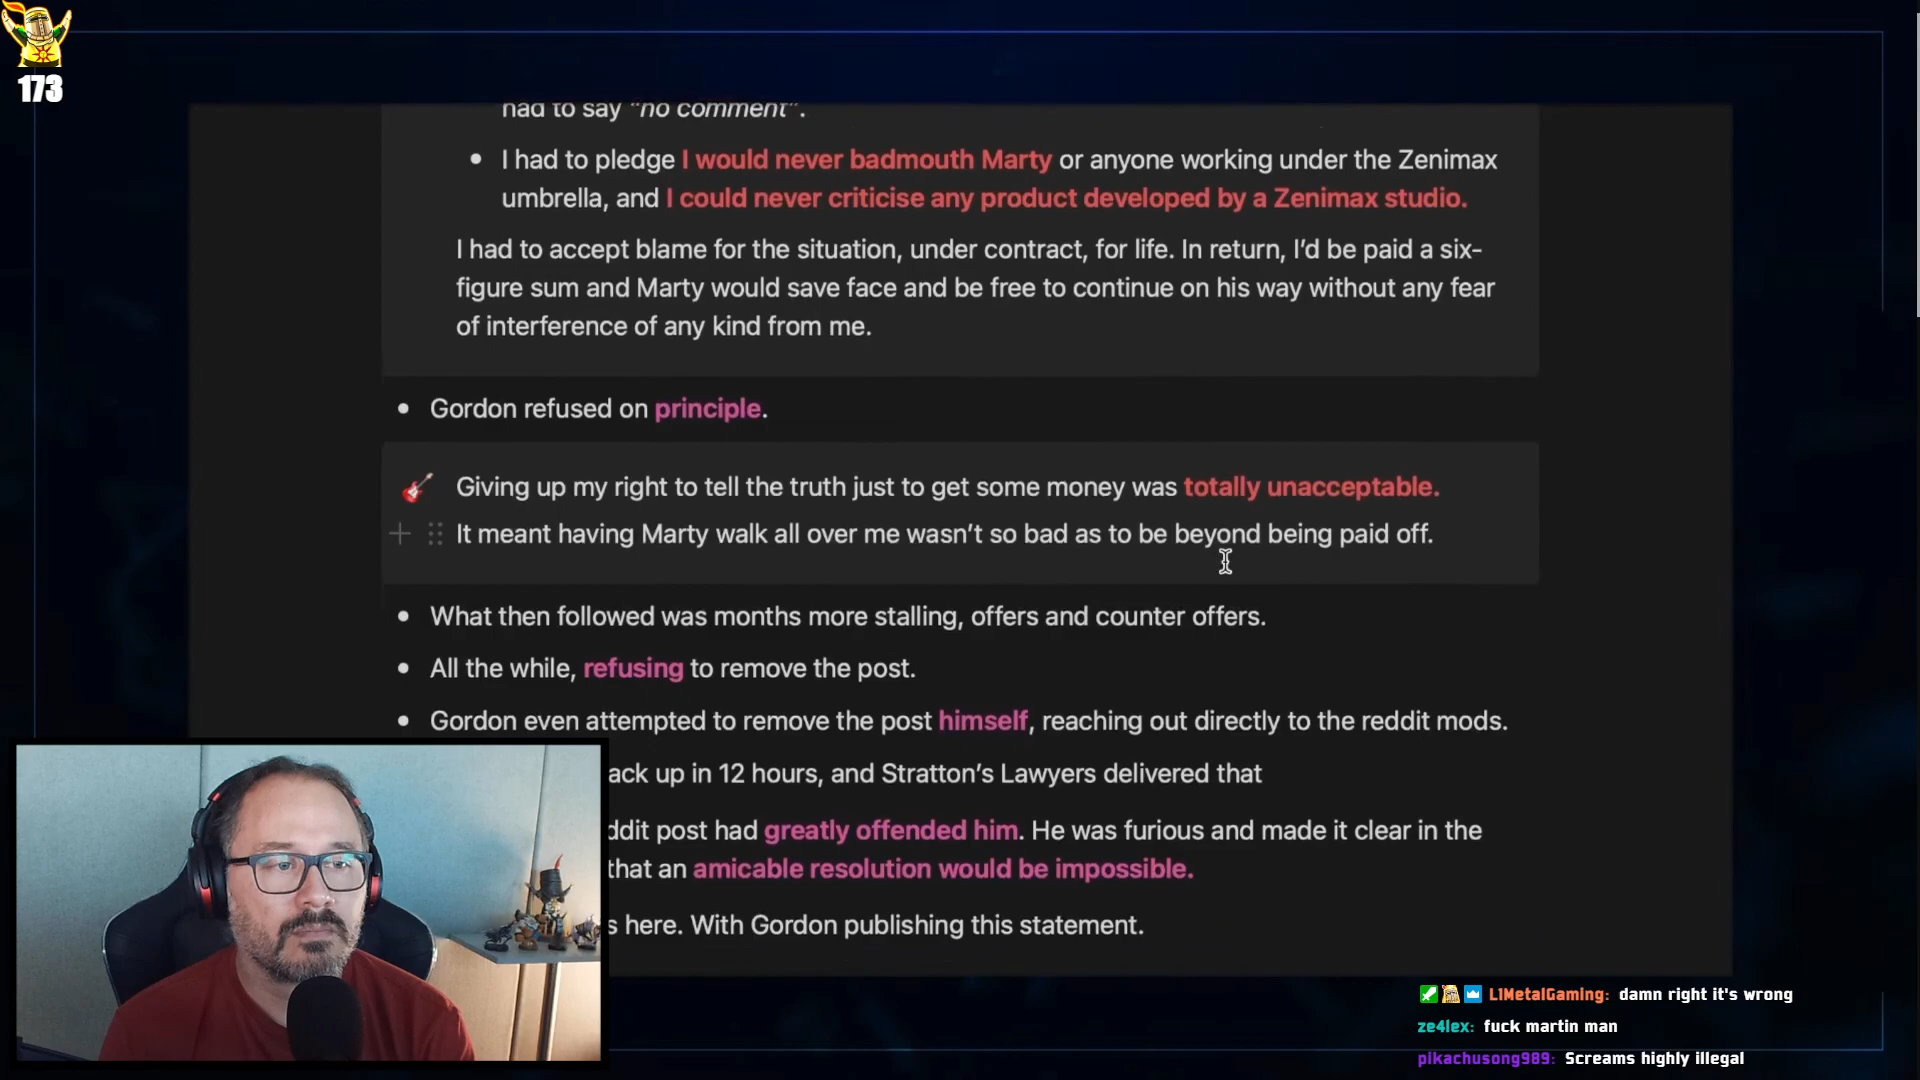 173
had to say "no comment".
• I had to pledge I would never badmouth Marty or anyone working under the Zenimax
umbrella, and I could never criticise any product developed by a Zenimax studio.
I had to accept blame for the situation, under contract, for life. In return, I'd be paid a six-
figure sum and Marty would save face and be free to continue on his way without any fear
of interference of any kind from me.
• Gordon refused on principle.
Giving up my right to tell the truth just to get some money was totally unacceptable.
It meant having Marty walk all over me wasn't so bad as to be beyond being paid off.
• What then followed was months more stalling, offers and counter offers.
• All the while, refusing to remove the post.
• Gordon even attempted to remove the post himself, reaching out directly to the reddit mods.
ack up in 12 hours, and Stratton's Lawyers delivered that
ddit post had greatly offended him. He was furious and made it clear in the
that an amicable resolution would be impossible.
s here. With Gordon publishing this statement.
L1MetalGaming: damn right it's wrong
ze4lex: fuck martin man
pikachusong989: Screams highly illegal